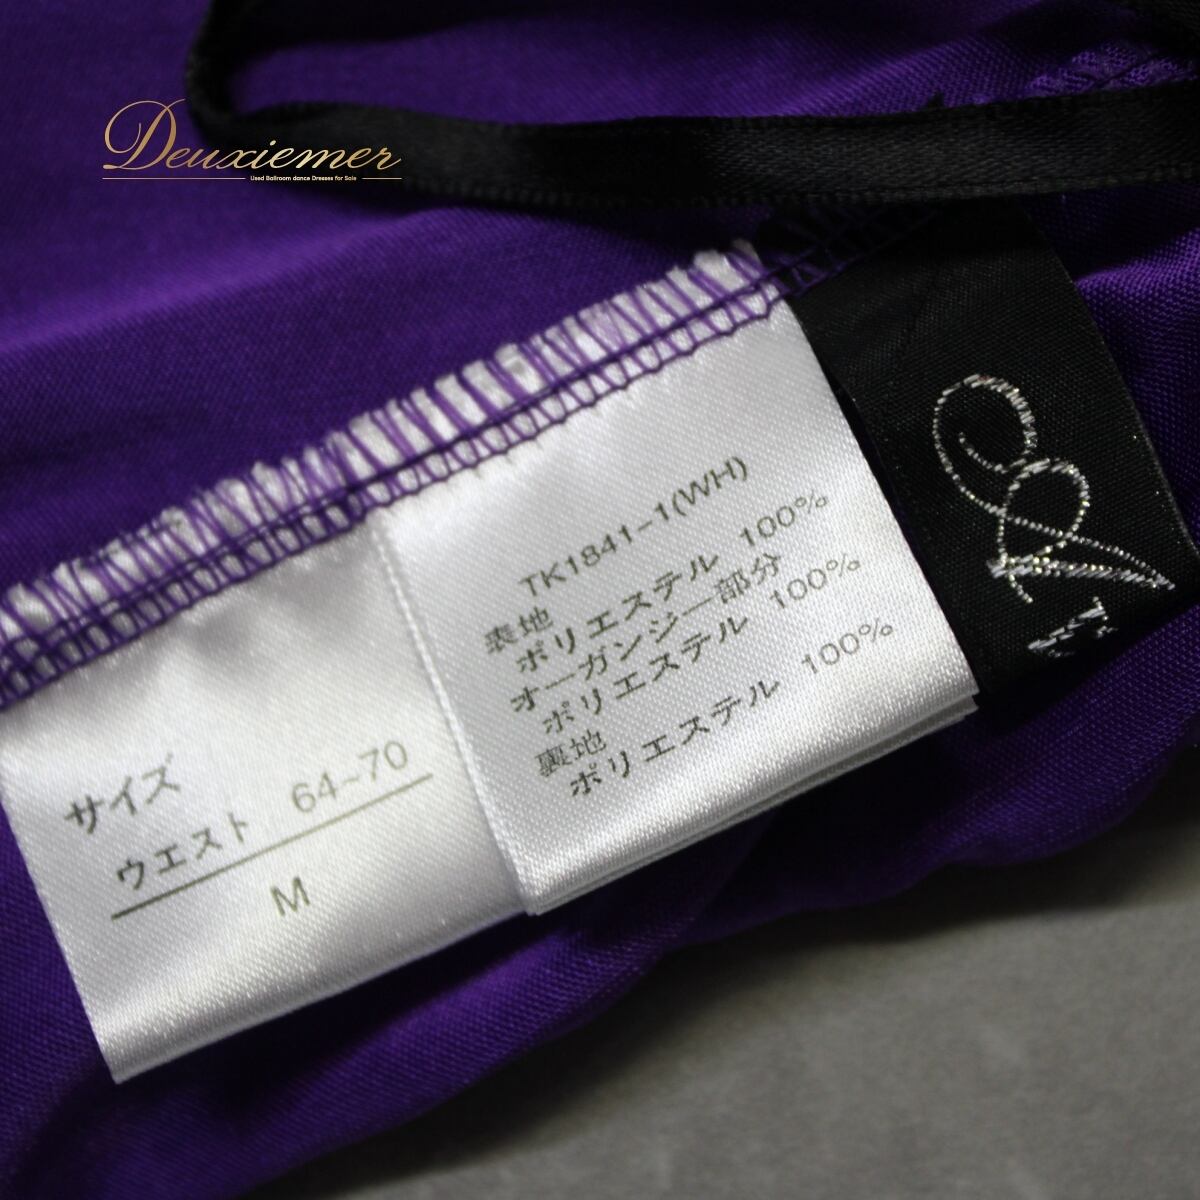 Deuxiemer
Used Ballroom dance Dresses for Sale
サイズ
ウエスト 64~70
M
TK1841-1(WH)
表地
ポリエステル 100%
オーガンジー部分
ポリエステル 100%
裏地
ポリエステル 100%